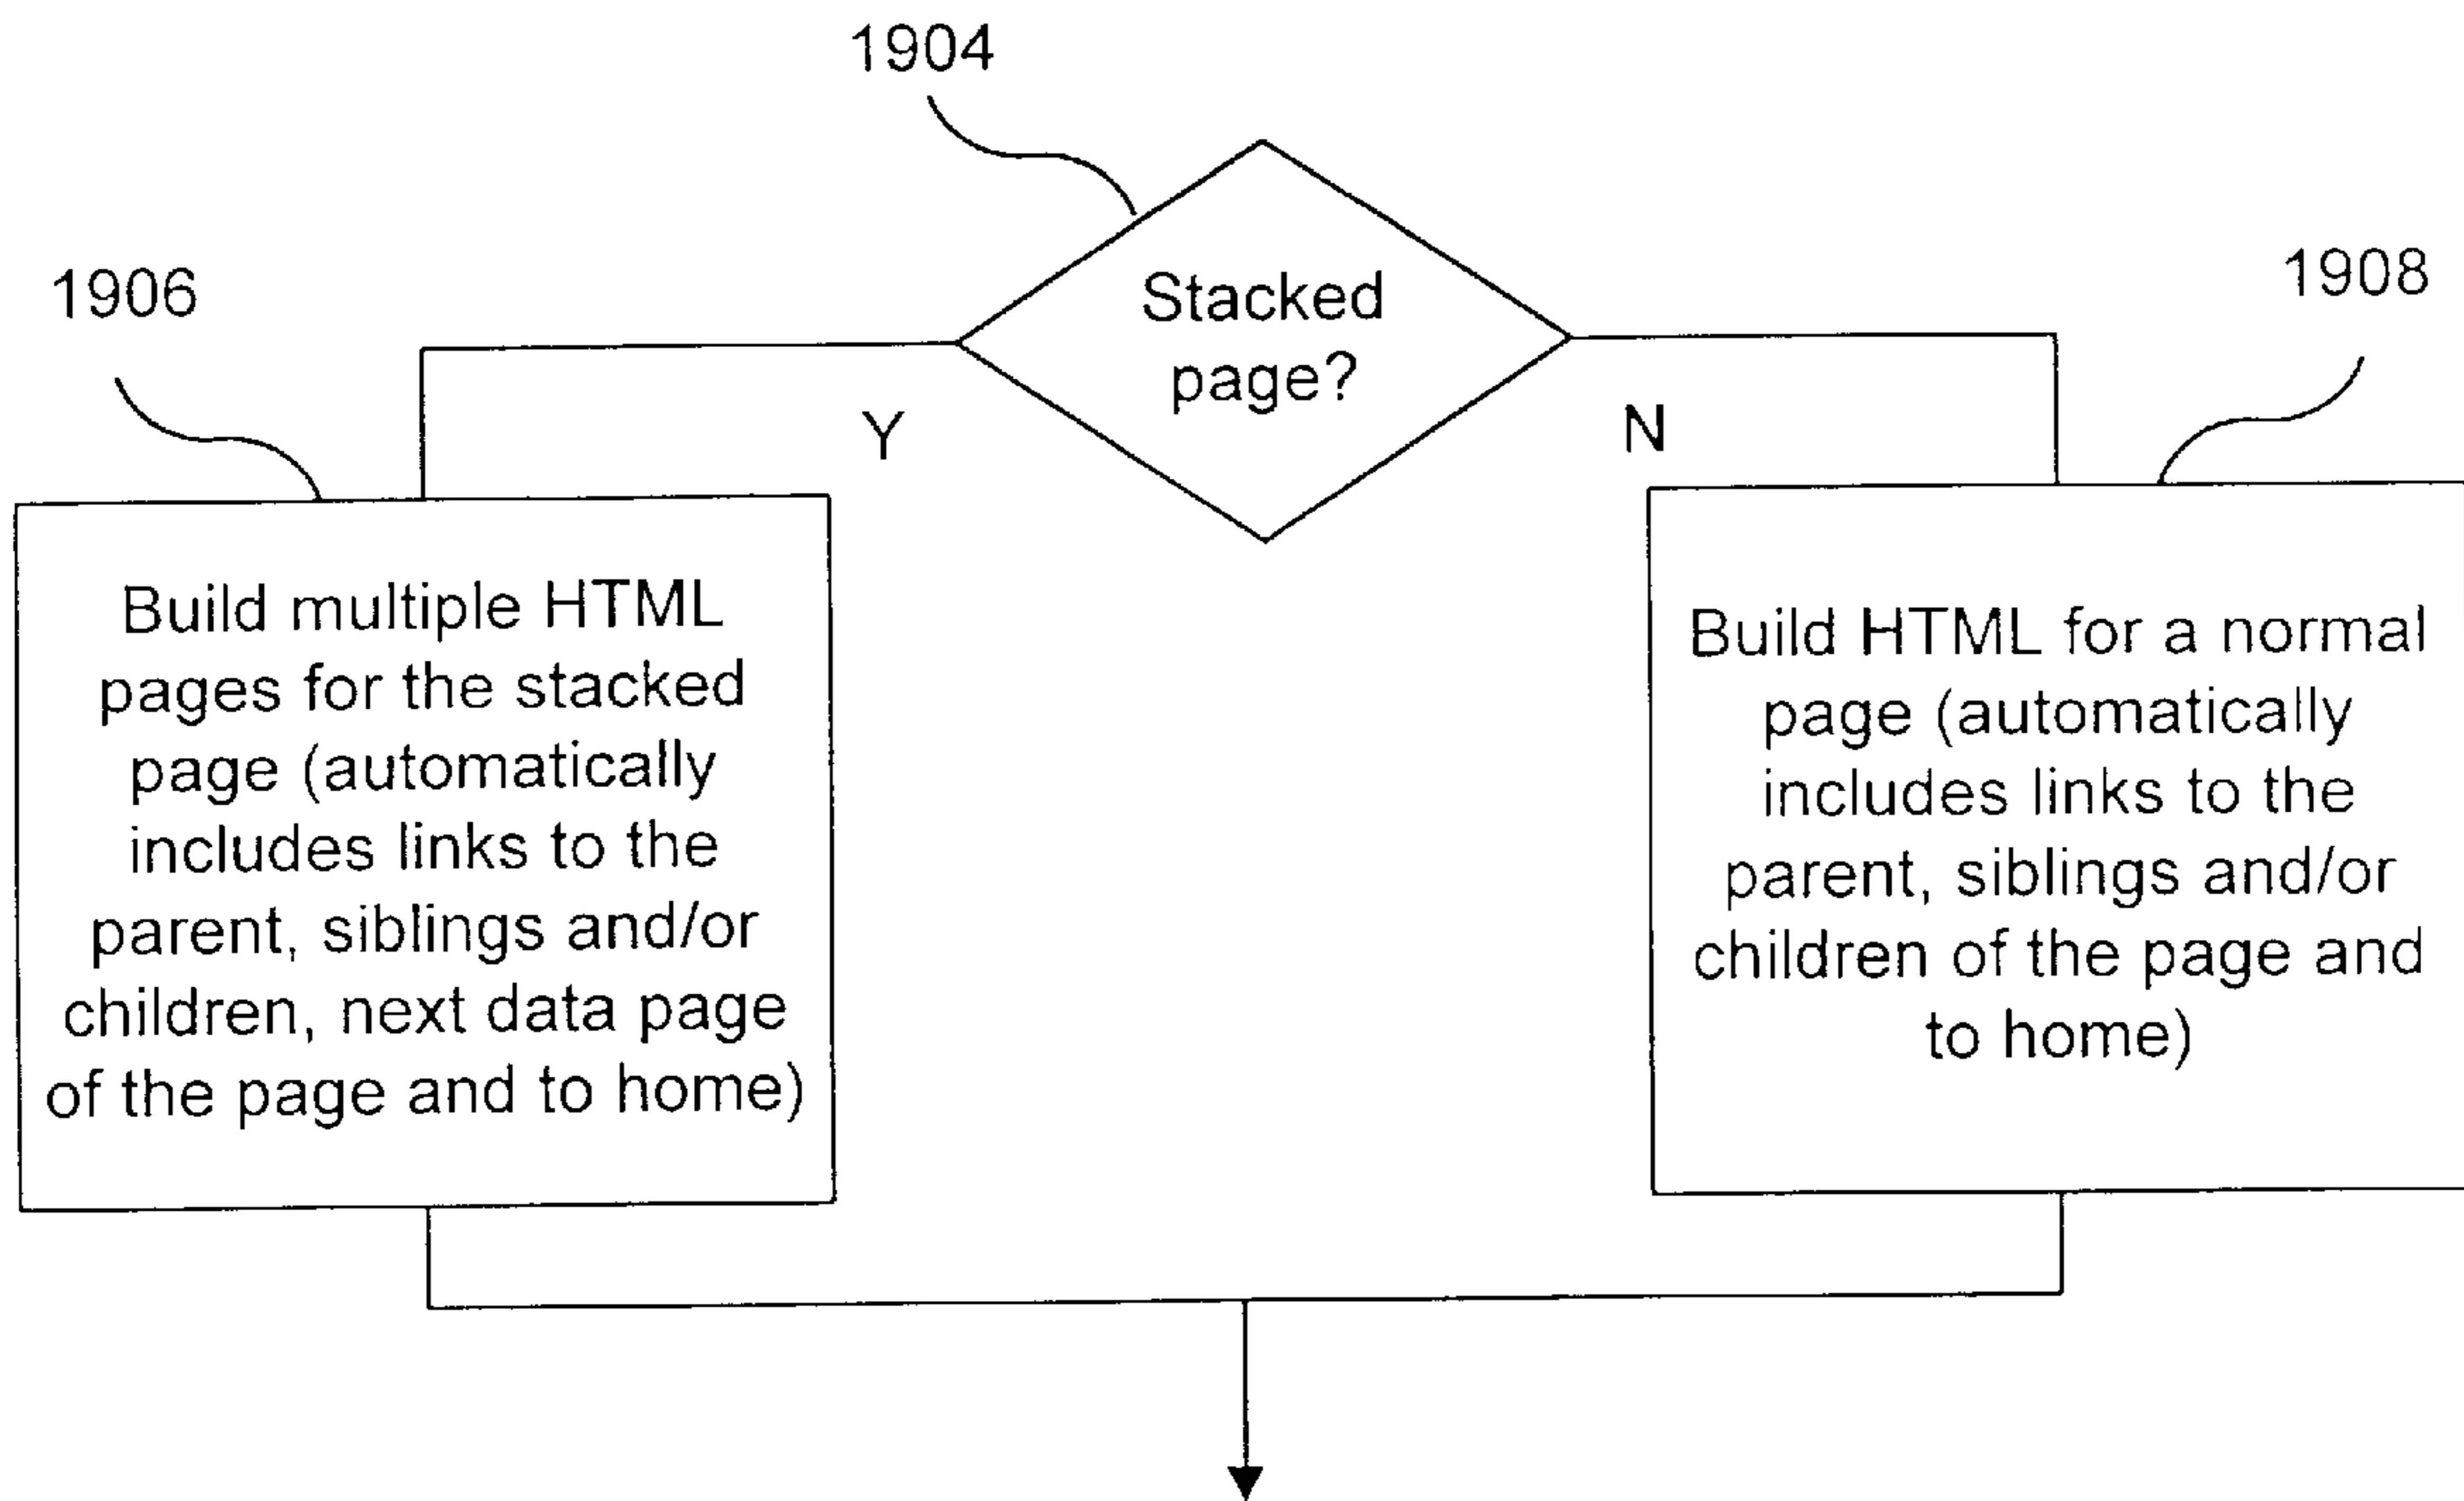 1904
Stacked
page?
1906
1908
Y
N
Build multiple HTML
pages for the stacked
page (automatically
includes links to the
parent, siblings and/or
children, next data page
of the page and to home)
Build HTML for a normal
page (automatically
includes links to the
parent, siblings and/or
children of the page and
to home)